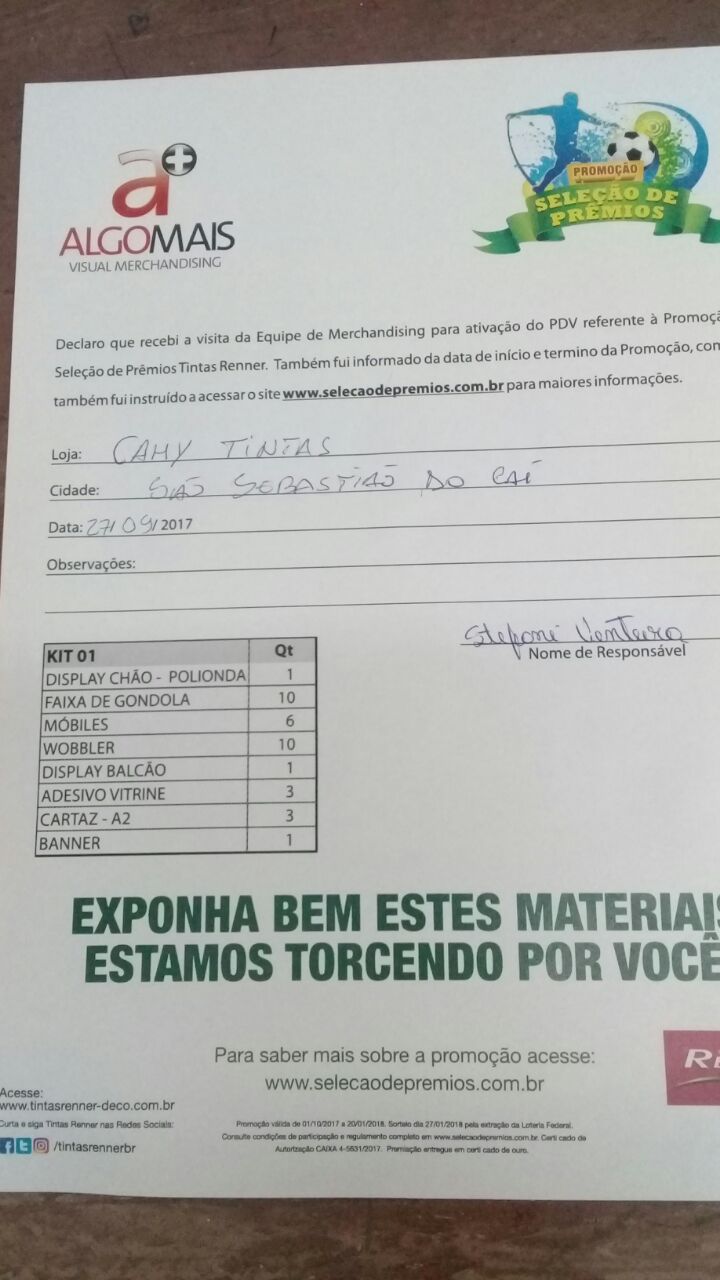 a+
ALGOMAIS
VISUAL MERCHANDISING
PROMOÇÃO
SELEÇÃO DE
PRÊMIOS
Declaro que recebi a visita da Equipe de Merchandising para ativação do PDV referente à Promoçã
Seleção de Prêmios Tintas Renner. Também fui informado da data de início e termino da Promoção, com
também fui instruído a acessar o site www.selecaodepremios.com.br para maiores informações.
Loja: CAHY TINTAS
Cidade: SÃO SEBASTIÃO DO CAÍ
Data: 27/09/2017
Observações:
Nome de Responsável
KIT 01 Qt
DISPLAY CHÃO - POLIONDA 1
FAIXA DE GONDOLA 10
MÓBILES 6
WOBBLER 10
DISPLAY BALCÃO 1
ADESIVO VITRINE 3
CARTAZ - A2 3
BANNER 1
EXPONHA BEM ESTES MATERIAIS
ESTAMOS TORCENDO POR VOCÊ
Para saber mais sobre a promoção acesse:
www.selecaodepremios.com.br
RE
Acesse:
www.tintasrenner-deco.com.br
Curta e siga Tintas Renner nas Redes Sociais:
/tintasrennerbr
Promoção válida de 01/10/2017 a 20/01/2018. Sorteio dia 27/01/2018 pela extração da Loteria Federal.
Consulte condições de participação e regulamento completo em www.selecaodepremios.com.br. Certi cado de
Autorização CAIXA 4-5631/2017. Premiação entregue em certi cado de ouro.